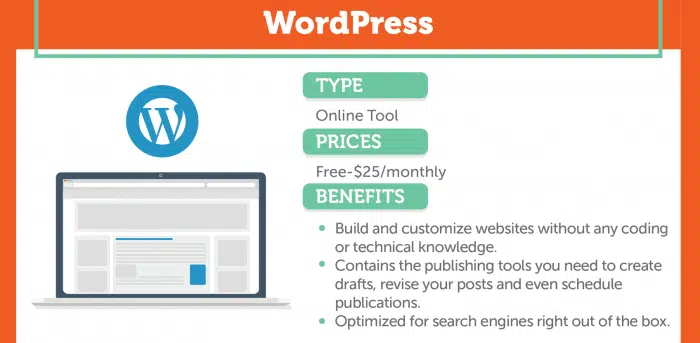 WordPress
TYPE
Online Tool
PRICES
Free-$25/monthly
BENEFITS
• Build and customize websites without any coding
or technical knowledge.
• Contains the publishing tools you need to create
drafts, revise your posts and even schedule
publications.
• Optimized for search engines right out of the box.